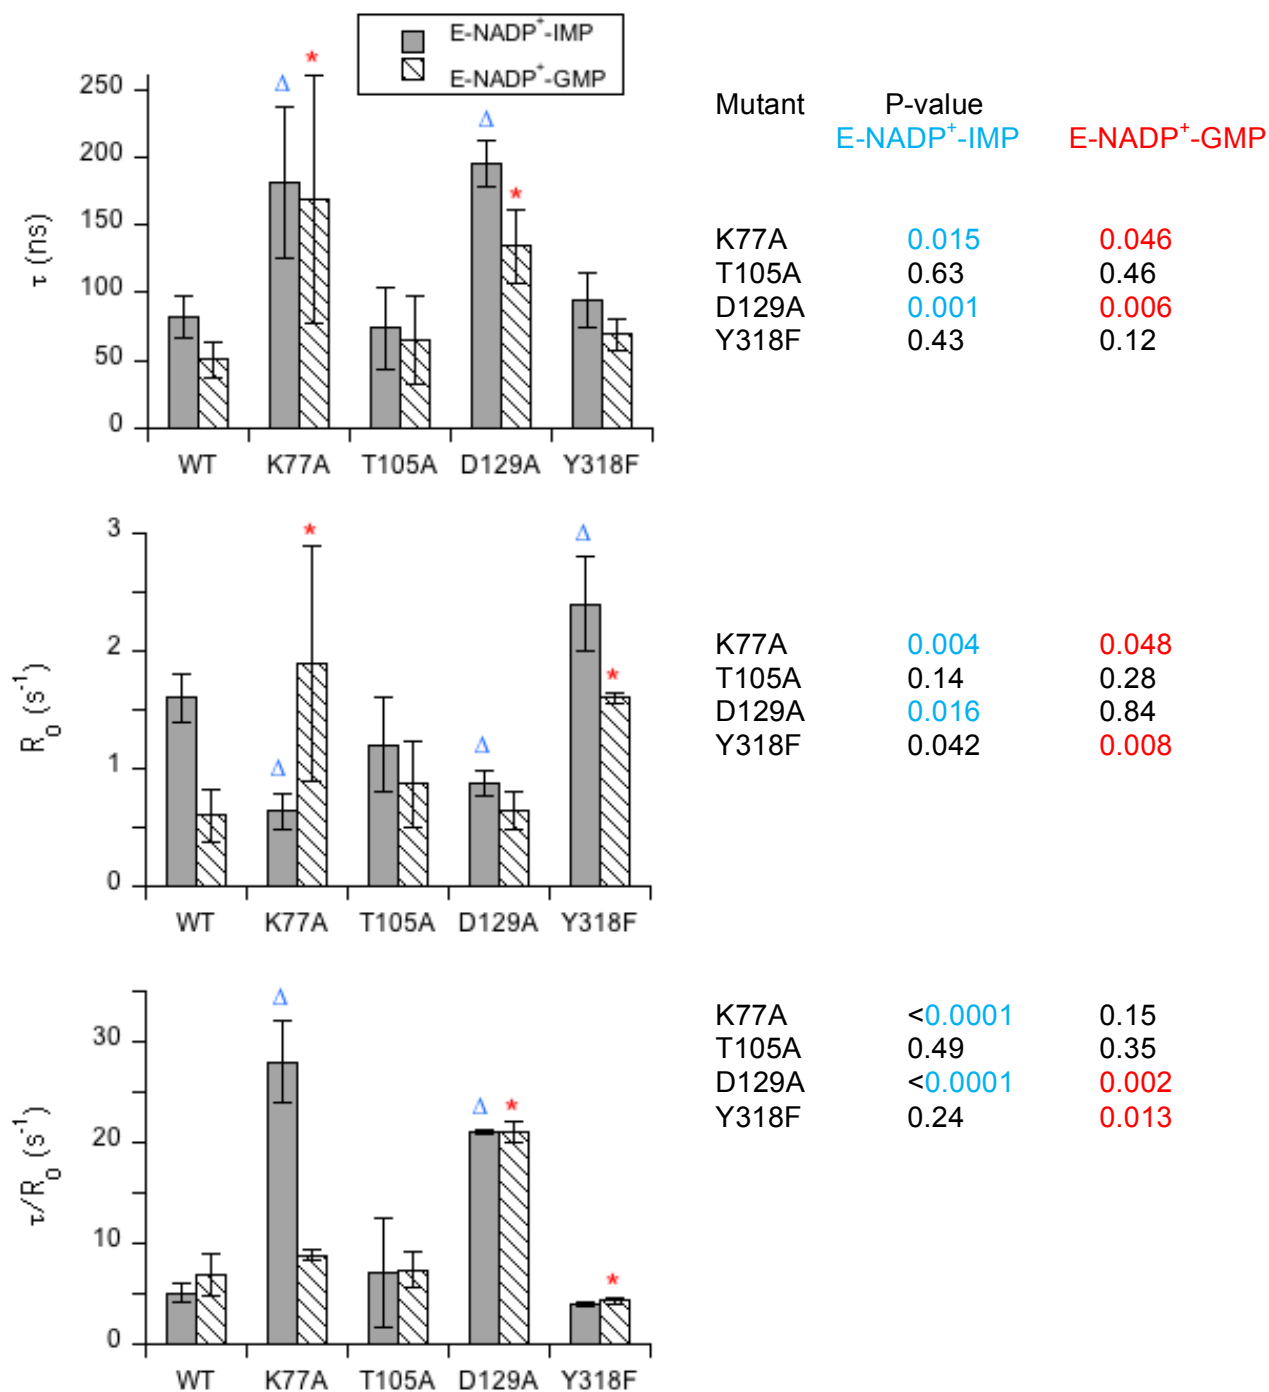 E-NADP⁺-IMP
E-NADP⁺-GMP
τ (ns)
250
200
150
100
50
0
Δ * Δ *
WT K77A T105A D129A Y318F
Mutant P-value
E-NADP⁺-IMP E-NADP⁺-GMP
K77A 0.015 0.046
T105A 0.63 0.46
D129A 0.001 0.006
Y318F 0.43 0.12
R₀ (s⁻¹)
3
2
1
0
Δ * Δ Δ *
WT K77A T105A D129A Y318F
K77A 0.004 0.048
T105A 0.14 0.28
D129A 0.016 0.84
Y318F 0.042 0.008
τ/R₀ (s⁻¹)
30
20
10
0
Δ Δ * *
WT K77A T105A D129A Y318F
K77A <0.0001 0.15
T105A 0.49 0.35
D129A <0.0001 0.002
Y318F 0.24 0.013